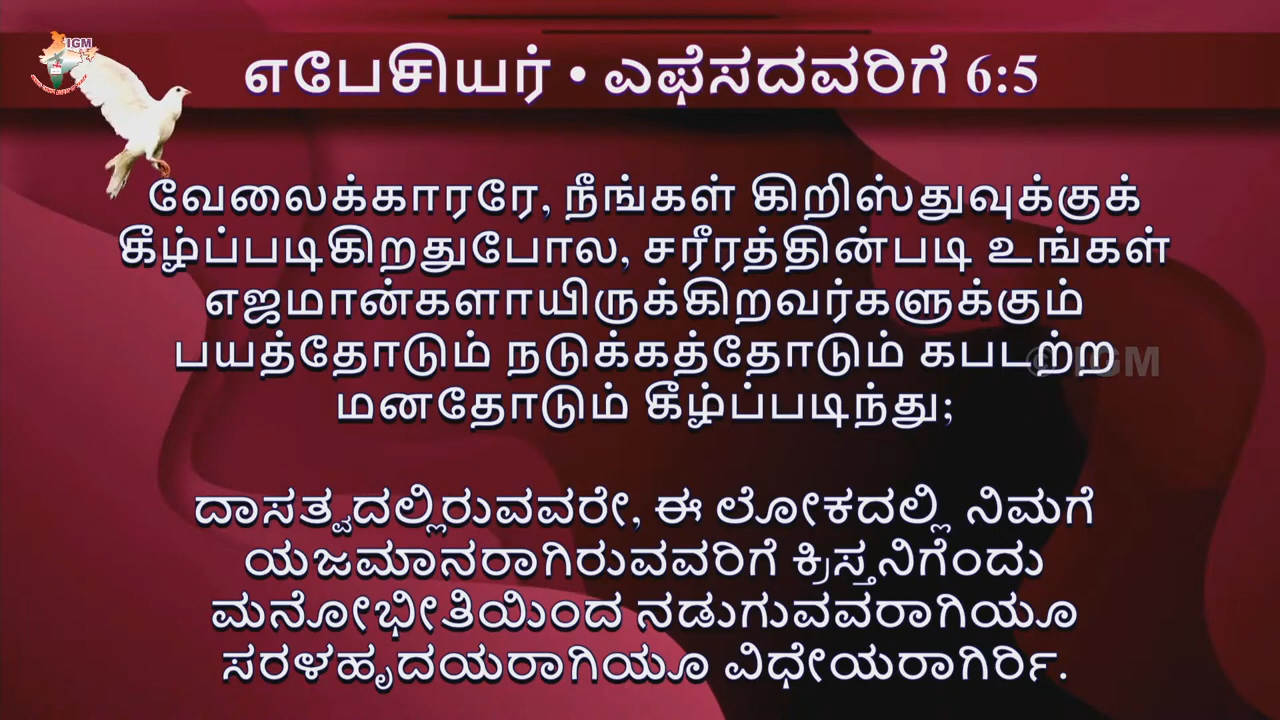 IGM
எபேசியர் • ಎಫೆಸದವರಿಗೆ 6:5
வேலைக்காரரே, நீங்கள் கிறிஸ்துவுக்குக்
கீழ்ப்படிகிறதுபோல, சரீரத்தின்படி உங்கள்
எஜமான்களாயிருக்கிறவர்களுக்கும்
பயத்தோடும் நடுக்கத்தோடும் கபடற்ற
© IGM
மனதோடும் கீழ்ப்படிந்து;
ದಾಸತ್ವದಲ್ಲಿರುವವರೇ, ಈ ಲೋಕದಲ್ಲಿ ನಿಮಗೆ
ಯಜಮಾನರಾಗಿರುವವರಿಗೆ ಕ್ರಿಸ್ತನಿಗೆಂದು
ಮನೋಭೀತಿಯಿಂದ ನಡುಗುವವರಾಗಿಯೂ
ಸರಳಹೃದಯರಾಗಿಯೂ ವಿಧೇಯರಾಗಿರ್ರಿ.